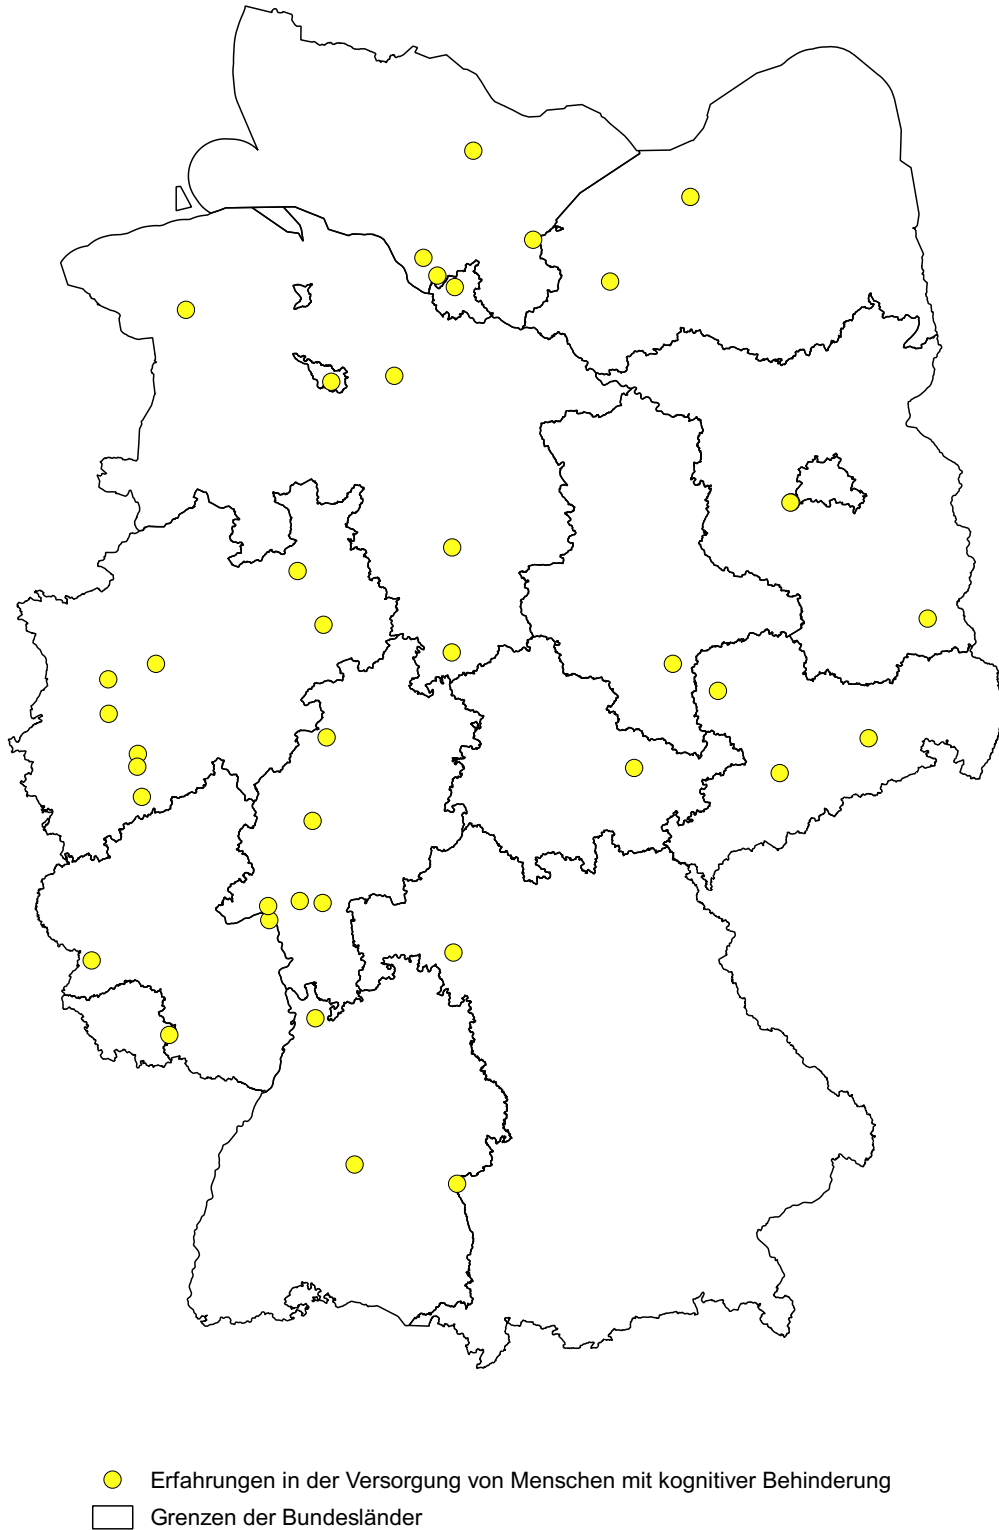 Erfahrungen in der Versorgung von Menschen mit kognitiver Behinderung
Grenzen der Bundesländer